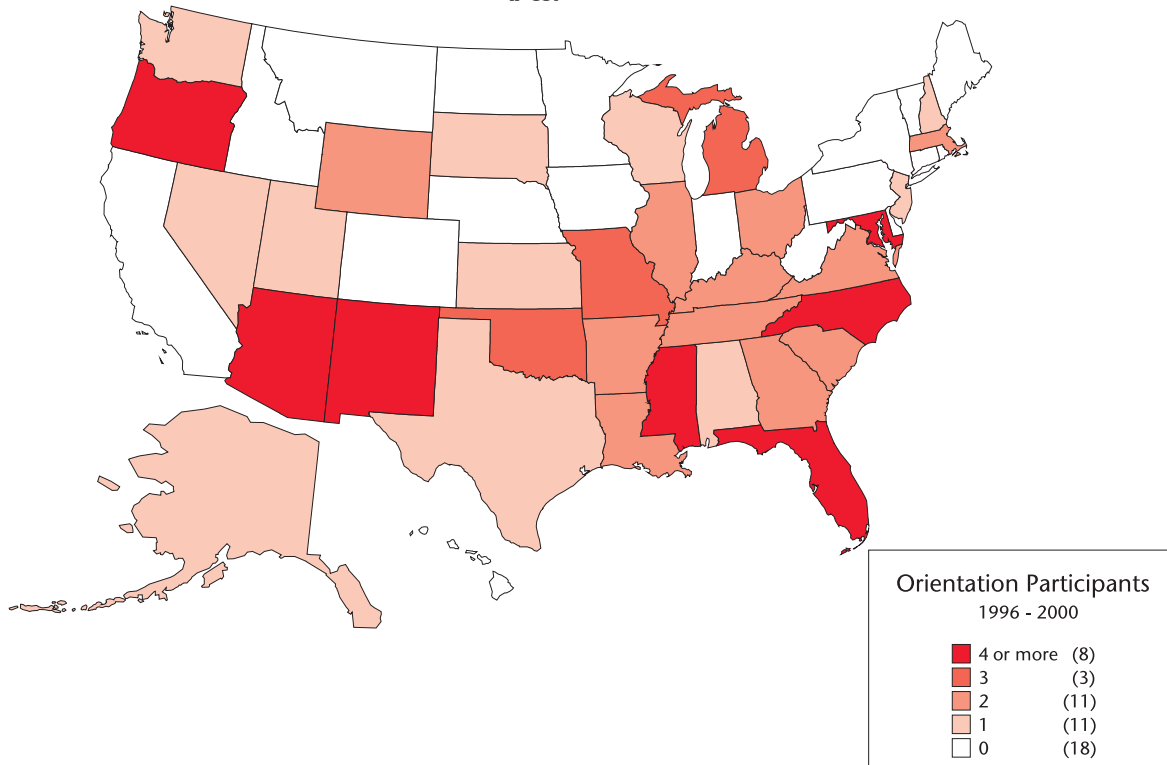 Orientation Participants
1996 - 2000
4 or more (8)
3 (3)
2 (11)
1 (11)
0 (18)